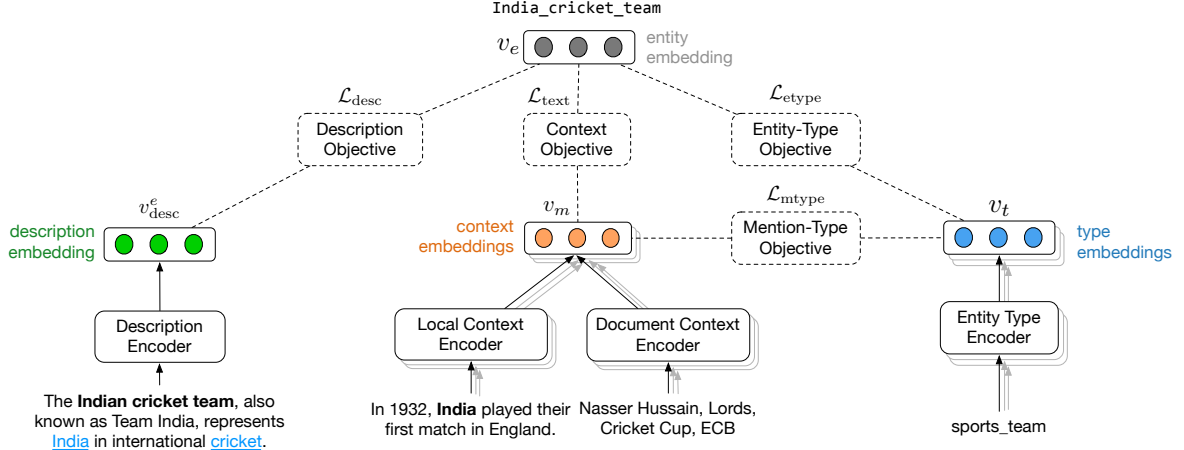 India_cricket_team
v_e
entity
embedding
L_desc
L_text
L_etype
Description
Objective
Context
Objective
Entity-Type
Objective
v^e_desc
v_m
L_mtype
v_t
description
embedding
context
embeddings
Mention-Type
Objective
type
embeddings
Description
Encoder
Local Context
Encoder
Document Context
Encoder
Entity Type
Encoder
The Indian cricket team, also
known as Team India, represents
India in international cricket.
In 1932, India played their
first match in England.
Nasser Hussain, Lords,
Cricket Cup, ECB
sports_team